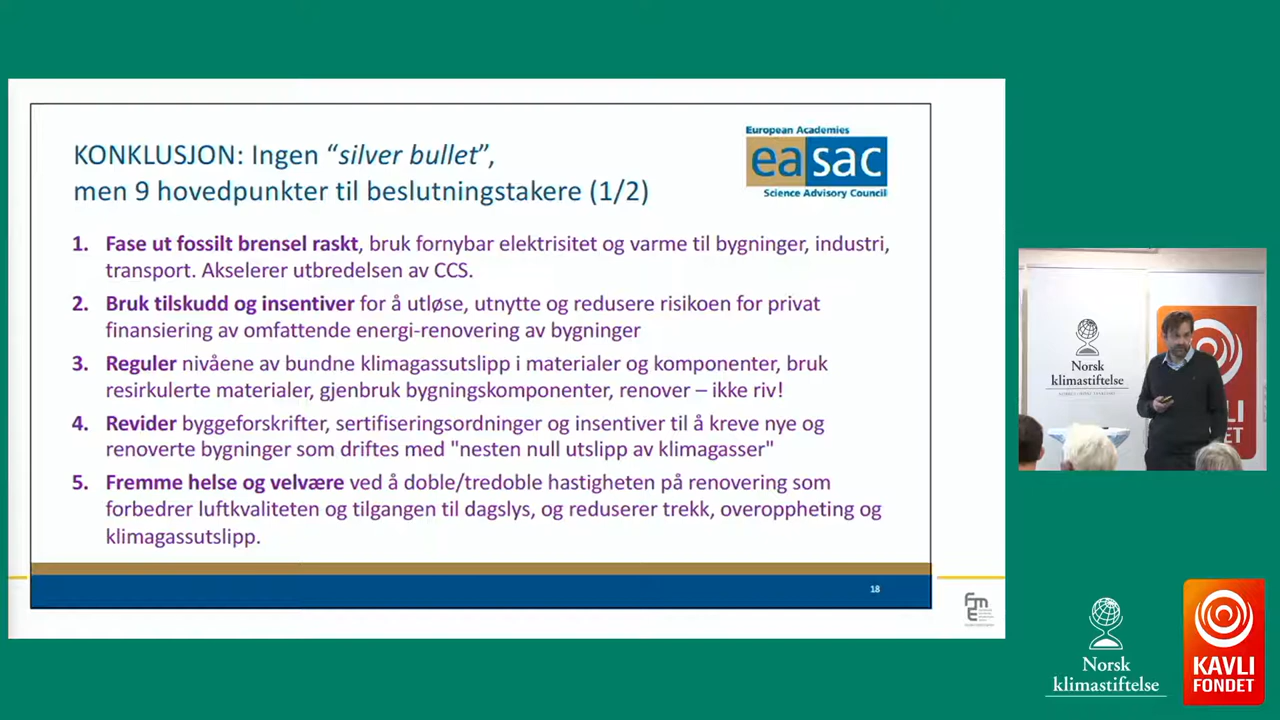 KONKLUSJON: Ingen “silver bullet”,
men 9 hovedpunkter til beslutningstakere (1/2)
European Academies
easac
Science Advisory Council
1. Fase ut fossilt brensel raskt, bruk fornybar elektrisitet og varme til bygninger, industri,
transport. Akselerer utbredelsen av CCS.
2. Bruk tilskudd og insentiver for å utløse, utnytte og redusere risikoen for privat
finansiering av omfattende energi-renovering av bygninger
3. Reguler nivåene av bundne klimagassutslipp i materialer og komponenter, bruk
resirkulerte materialer, gjenbruk bygningskomponenter, renover – ikke riv!
4. Revider byggeforskrifter, sertifiseringsordninger og insentiver til å kreve nye og
renoverte bygninger som driftes med "nesten null utslipp av klimagasser"
5. Fremme helse og velvære ved å doble/tredoble hastigheten på renovering som
forbedrer luftkvaliteten og tilgangen til dagslys, og reduserer trekk, overoppheting og
klimagassutslipp.
18
fmE
Norsk
klimastiftelse
KAVLI
FONDET
Norsk
klimastiftelse
KAVLI
FONDET